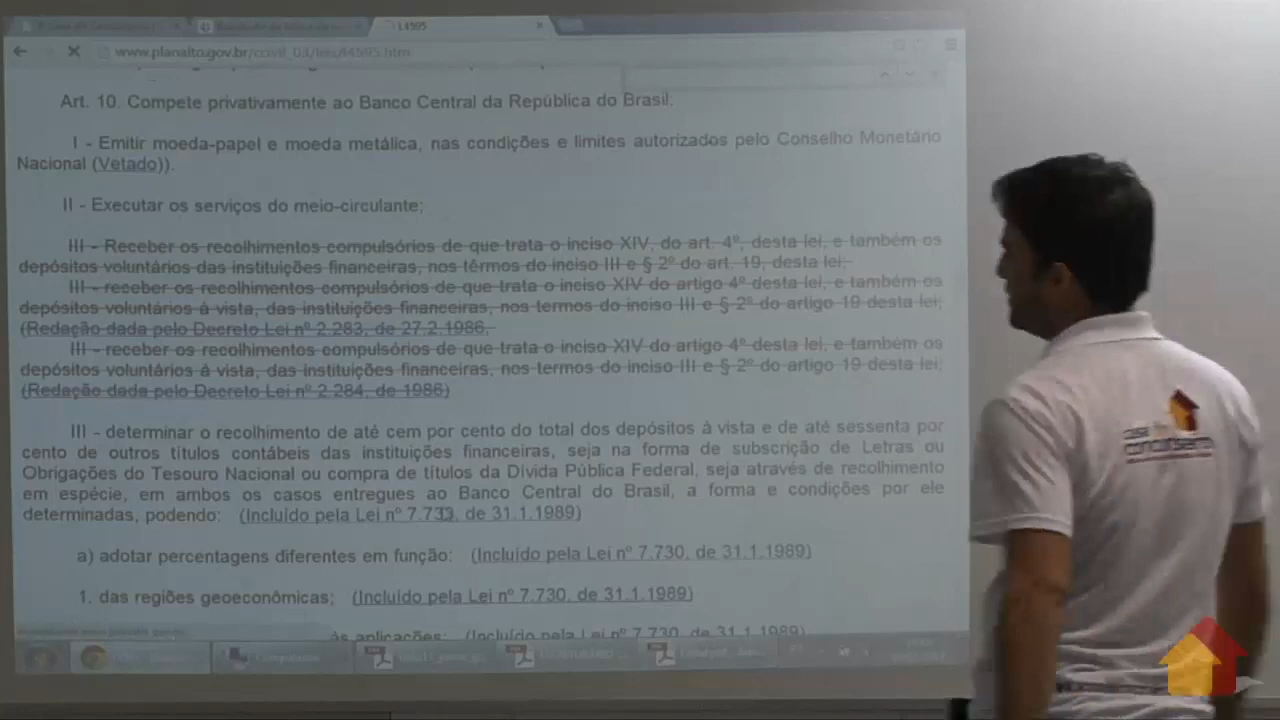 L4595
www.planalto.gov.br/ccivil_03/leis/l4595.htm
Art. 10. Compete privativamente ao Banco Central da República do Brasil:
I - Emitir moeda-papel e moeda metálica, nas condições e limites autorizados pelo Conselho Monetário
Nacional (Vetado)).
II - Executar os serviços do meio-circulante;
III - Receber os recolhimentos compulsórios de que trata o inciso XIV, do art. 4º, desta lei, e também os
depósitos voluntários das instituições financeiras, nos têrmos do inciso III e § 2º do art. 19, desta lei;
III - receber os recolhimentos compulsórios de que trata o inciso XIV do artigo 4º desta lei, e também os
depósitos voluntários à vista, das instituições financeiras, nos termos do inciso III e § 2º do artigo 19 desta lei;
(Redação dada pelo Decreto Lei nº 2.283, de 27.2.1986.
III - receber os recolhimentos compulsórios de que trata o inciso XIV do artigo 4º desta lei, e também os
depósitos voluntários à vista, das instituições financeiras, nos termos do inciso III e § 2º do artigo 19 desta lei;
(Redação dada pelo Decreto Lei nº 2.284, de 1986)
III - determinar o recolhimento de até cem por cento do total dos depósitos à vista e de até sessenta por
cento de outros títulos contábeis das instituições financeiras, seja na forma de subscrição de Letras ou
Obrigações do Tesouro Nacional ou compra de títulos da Dívida Pública Federal, seja através de recolhimento
em espécie, em ambos os casos entregues ao Banco Central do Brasil, a forma e condições por ele
determinadas, podendo: (Incluído pela Lei nº 7.730, de 31.1.1989)
a) adotar percentagens diferentes em função: (Incluído pela Lei nº 7.730, de 31.1.1989)
1. das regiões geoeconômicas; (Incluído pela Lei nº 7.730, de 31.1.1989)
às aplicações; (Incluído pela Lei nº 7.730, de 31.1.1989)